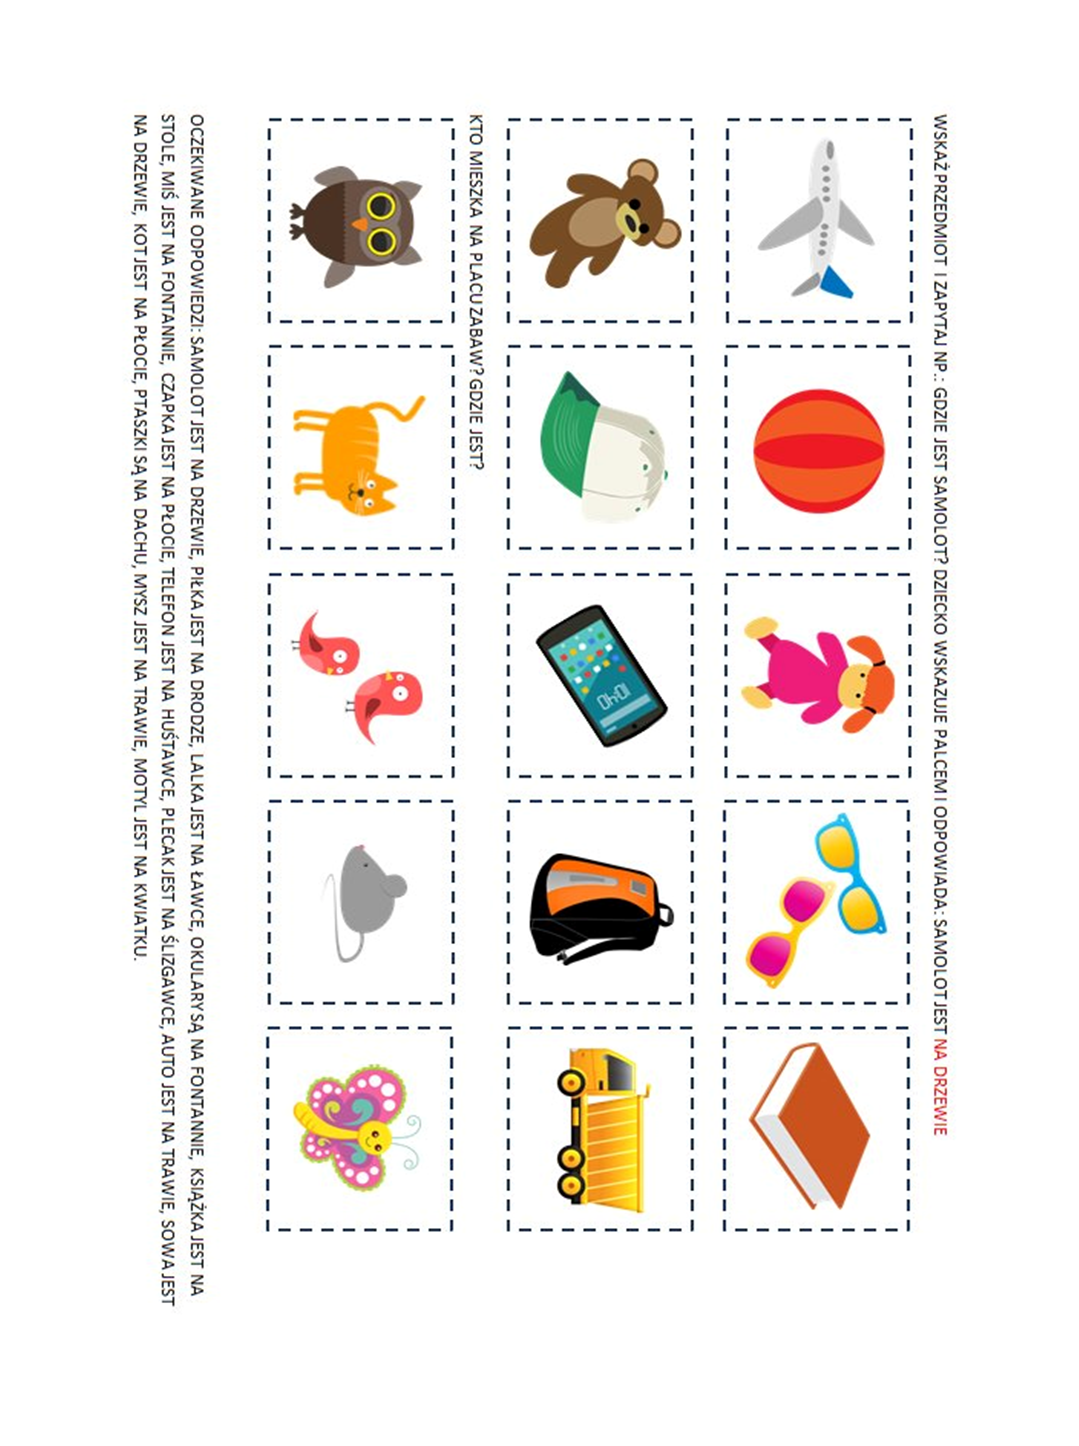 WSKAŻ PRZEDMIOT I ZAPYTAJ NP.: GDZIE JEST SAMOLOT? DZIECKO WSKAZUJE PALCEM I ODPOWIADA: SAMOLOT JEST NA DRZEWIE
04:01
KTO MIESZKA NA PLACU ZABAW? GDZIE JEST?
OCZEKIWANE ODPOWIEDZI: SAMOLOT JEST NA DRZEWIE, PIŁKA JEST NA DRODZE, LALKA JEST NA ŁAWCE, OKULARY SĄ NA FONTANNIE, KSIĄŻKA JEST NA
STOLE, MIŚ JEST NA FONTANNIE, CZAPKA JEST NA PŁOCIE, TELEFON JEST NA HUŚTAWCE, PLECAK JEST NA ŚLIZGAWCE, AUTO JEST NA TRAWIE, SOWA JEST
NA DRZEWIE, KOT JEST NA PŁOCIE, PTASZKI SĄ NA DACHU, MYSZ JEST NA TRAWIE, MOTYL JEST NA KWIATKU.